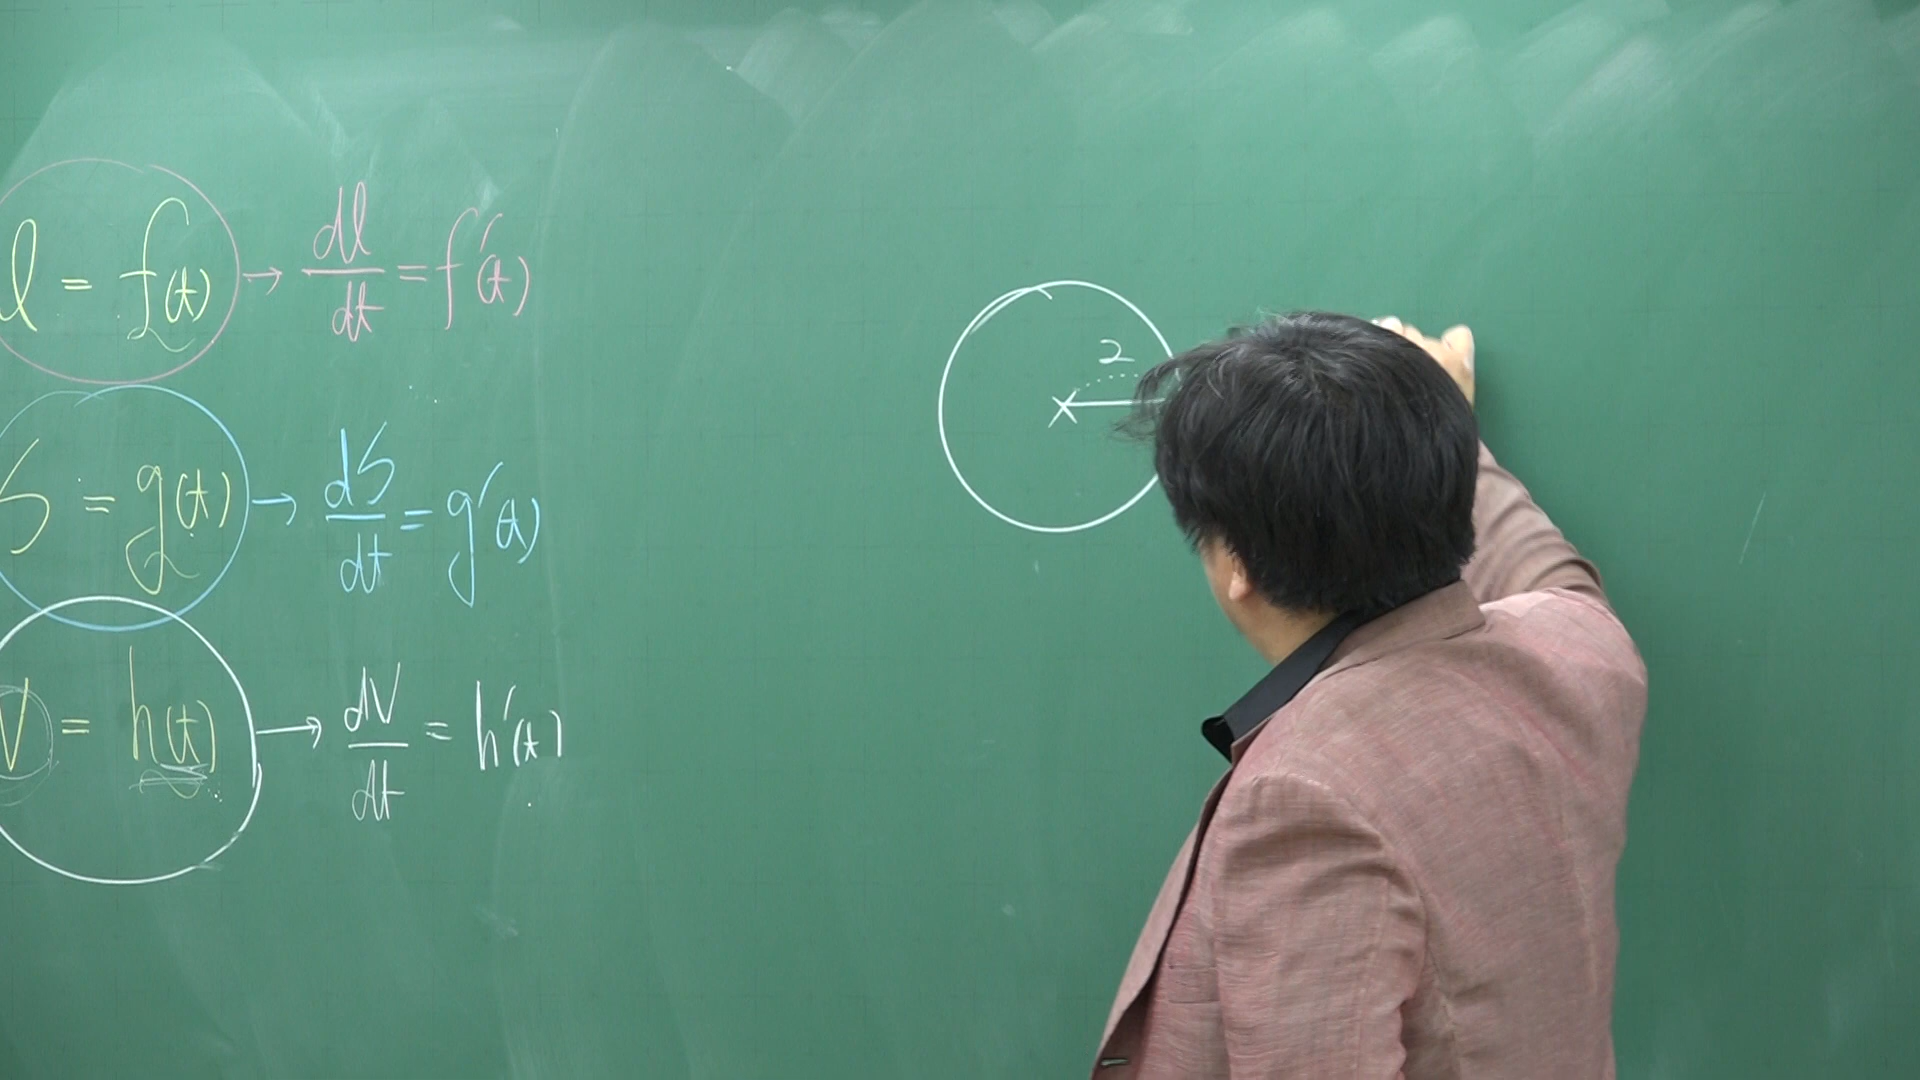 l = f(t) → dl/dt = f'(t)
S = g(t) → dS/dt = g'(t)
V = h(t) → dV/dt = h'(t)
2